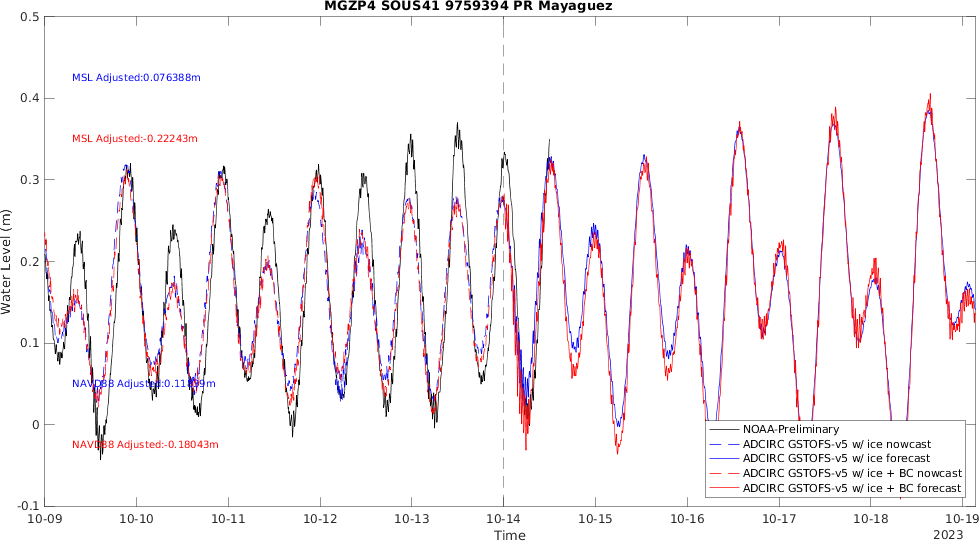 MGZP4 SOUS41 9759394 PR Mayaguez
0.5
0.4
0.3
0.2
0.1
0
-0.1
Water Level (m)
MSL Adjusted:0.076388m
MSL Adjusted:-0.22243m
NAVD88 Adjusted:-0.18043m
NOAA-Preliminary
ADCIRC GSTOFS-v5 w/ ice nowcast
ADCIRC GSTOFS-v5 w/ ice forecast
ADCIRC GSTOFS-v5 w/ ice + BC nowcast
ADCIRC GSTOFS-v5 w/ ice + BC forecast
10-09 10-10 10-11 10-12 10-13 10-14 10-15 10-16 10-17 10-18 10-19
Time
2023